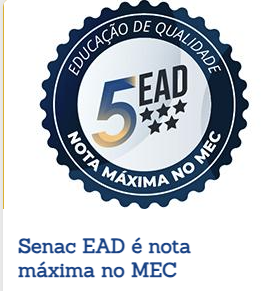 EDUCAÇÃO DE QUALIDADE
5 EAD
NOTA MÁXIMA NO MEC
Senac EAD é nota
máxima no MEC